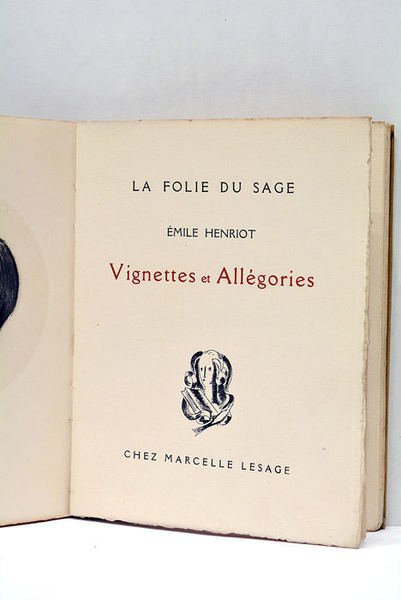 LA FOLIE DU SAGE
ÉMILE HENRIOT
Vignettes et Allégories
CHEZ MARCELLE LESAGE